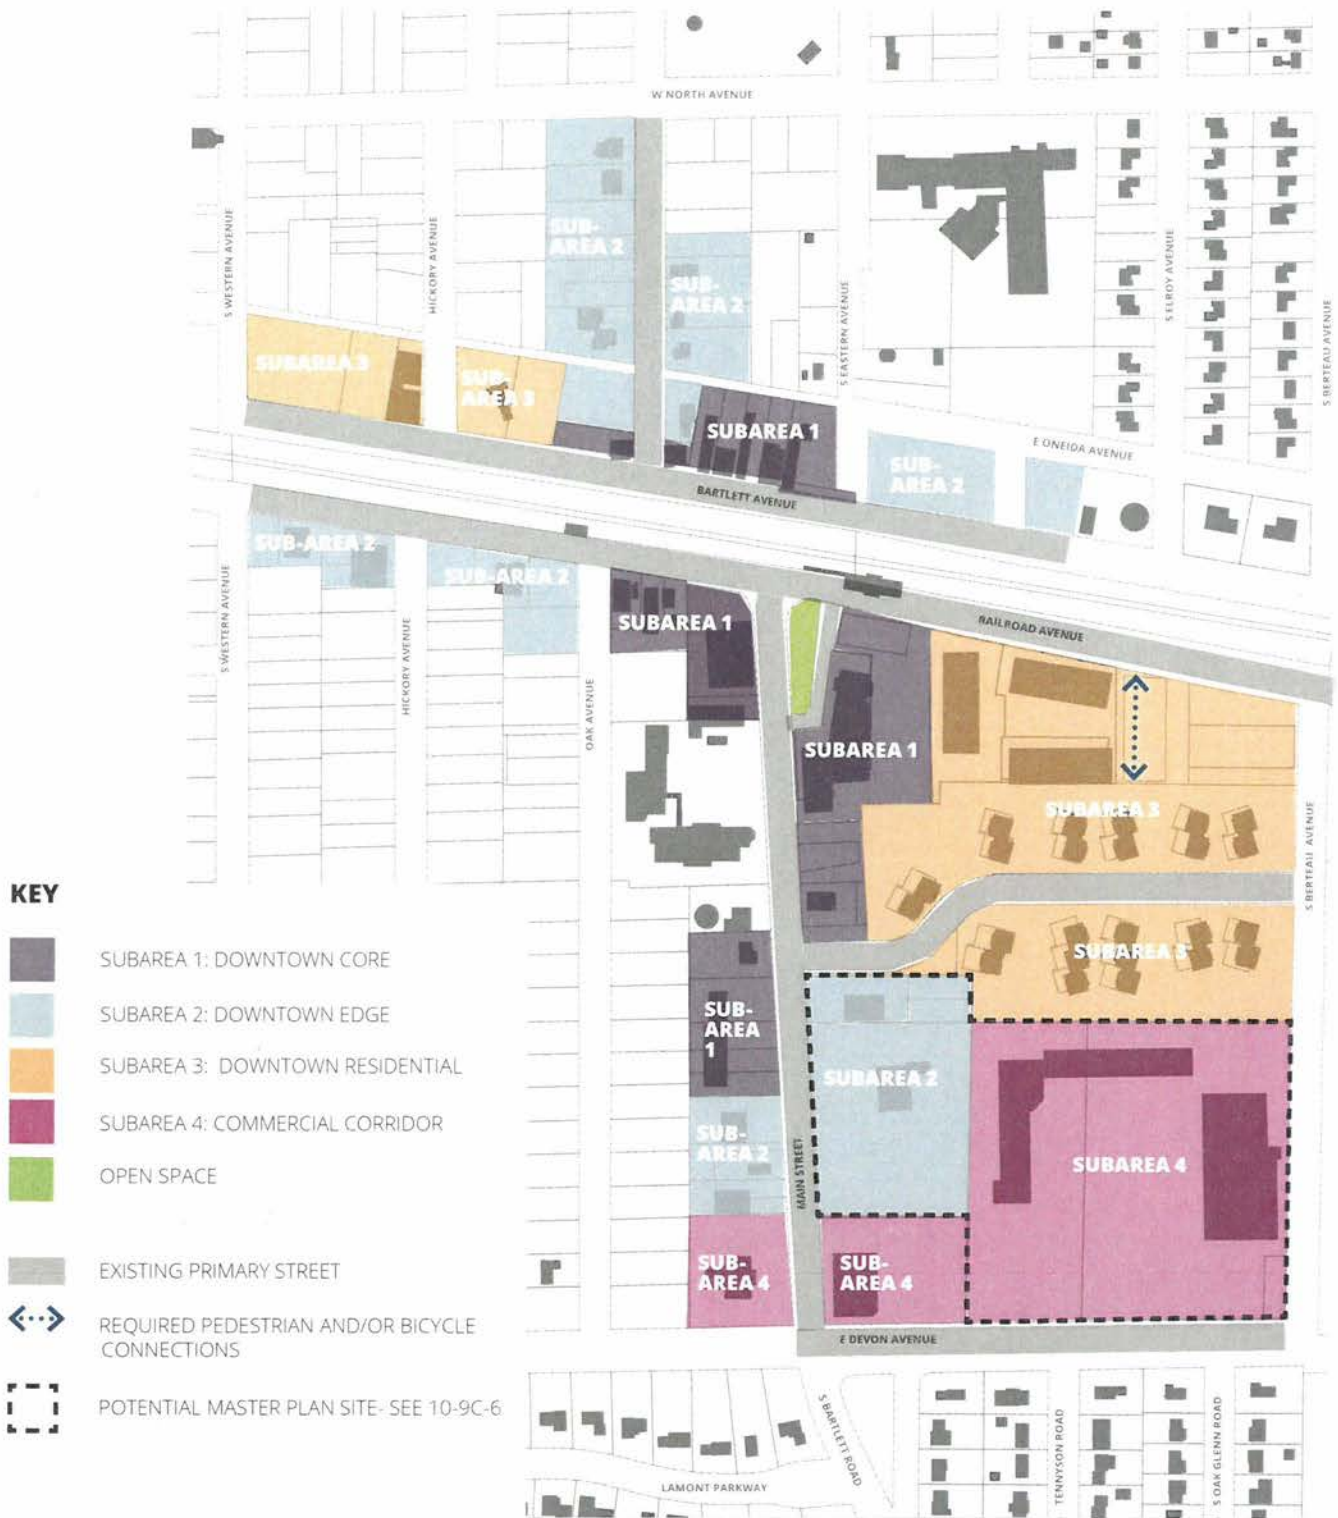 W NORTH AVENUE
S WESTERN AVENUE
HICKORY AVENUE
SUB-
AREA 2
SUB-
AREA 2
S EASTERN AVENUE
S ELROY AVENUE
S BERTEAU AVENUE
SUBAREA 3
SUB-
AREA 3
SUBAREA 1
E ONEIDA AVENUE
SUB-
AREA 2
BARTLETT AVENUE
SUB-AREA 2
SUB-AREA 2
S WESTERN AVENUE
HICKORY AVENUE
OAK AVENUE
SUBAREA 1
RAILROAD AVENUE
SUBAREA 1
SUBAREA 3
S BERTEAU AVENUE
SUBAREA 3
SUB-
AREA
1
SUBAREA 2
SUB-
AREA 2
MAIN STREET
SUBAREA 4
SUB-
AREA 4
SUB-
AREA 4
E DEVON AVENUE
S BARTLETT ROAD
LAMONT PARKWAY
TENNYSON ROAD
S OAK GLENN ROAD
KEY
SUBAREA 1: DOWNTOWN CORE
SUBAREA 2: DOWNTOWN EDGE
SUBAREA 3: DOWNTOWN RESIDENTIAL
SUBAREA 4: COMMERCIAL CORRIDOR
OPEN SPACE
EXISTING PRIMARY STREET
REQUIRED PEDESTRIAN AND/OR BICYCLE
CONNECTIONS
POTENTIAL MASTER PLAN SITE- SEE 10-9C-6